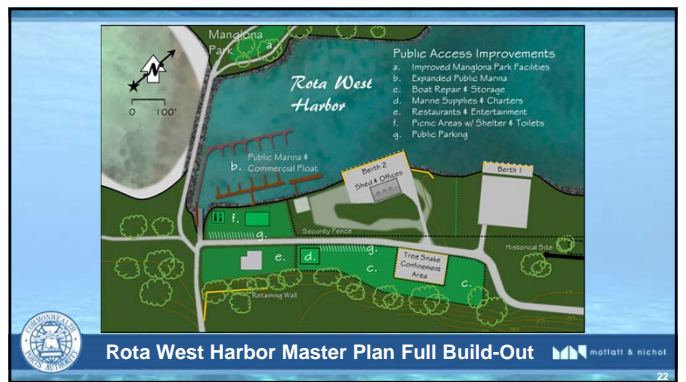 Manglona
Park
a.
Rota West
Harbor
Public Access Improvements
a. Improved Manglona Park Facilities
b. Expanded Public Marina
c. Boat Repair & Storage
d. Marine Supplies & Charters
e. Restaurants & Entertainment
f. Picnic Areas w/ Shelter & Toilets
g. Public Parking
N
0 100'
b. Public Marina &
Commercial Float
Berth 2
Shed & Offices
Berth 1
f.
g.
Security Fence
Historical Site
e.
d.
g.
c.
Tree Snake
Confinement
Area
c.
Retaining Wall
COMMONWEALTH
PORTS AUTHORITY
Rota West Harbor Master Plan Full Build-Out
moffatt & nichol
22